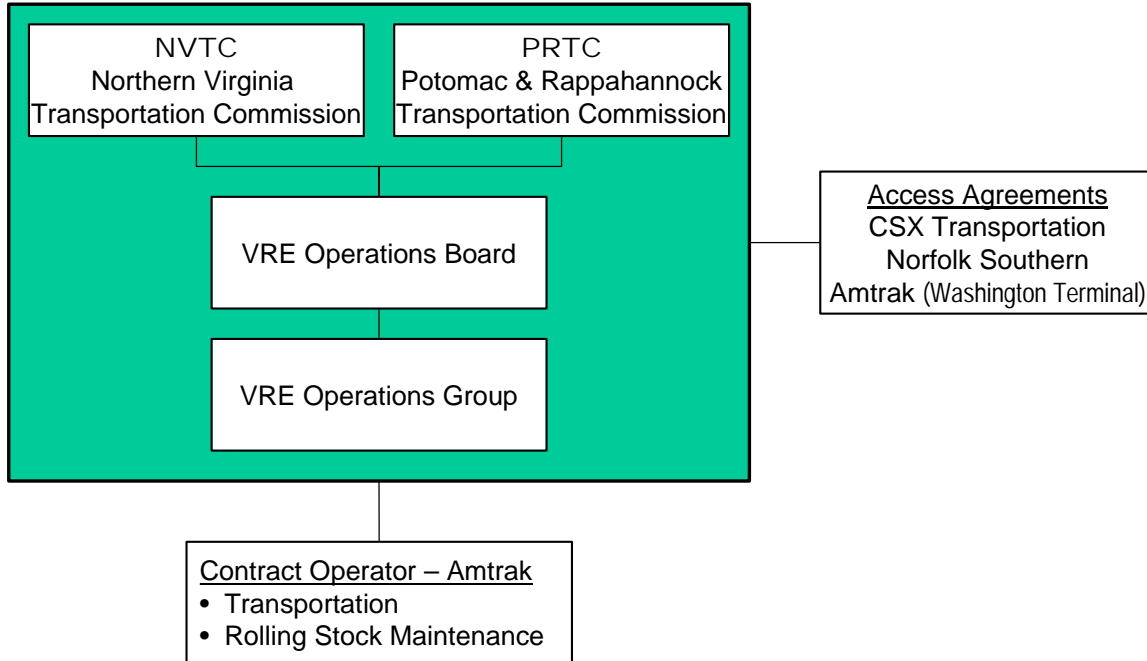 NVTC
Northern Virginia
Transportation Commission
PRTC
Potomac & Rappahannock
Transportation Commission
VRE Operations Board
VRE Operations Group
Access Agreements
CSX Transportation
Norfolk Southern
Amtrak (Washington Terminal)
Contract Operator – Amtrak
• Transportation
• Rolling Stock Maintenance